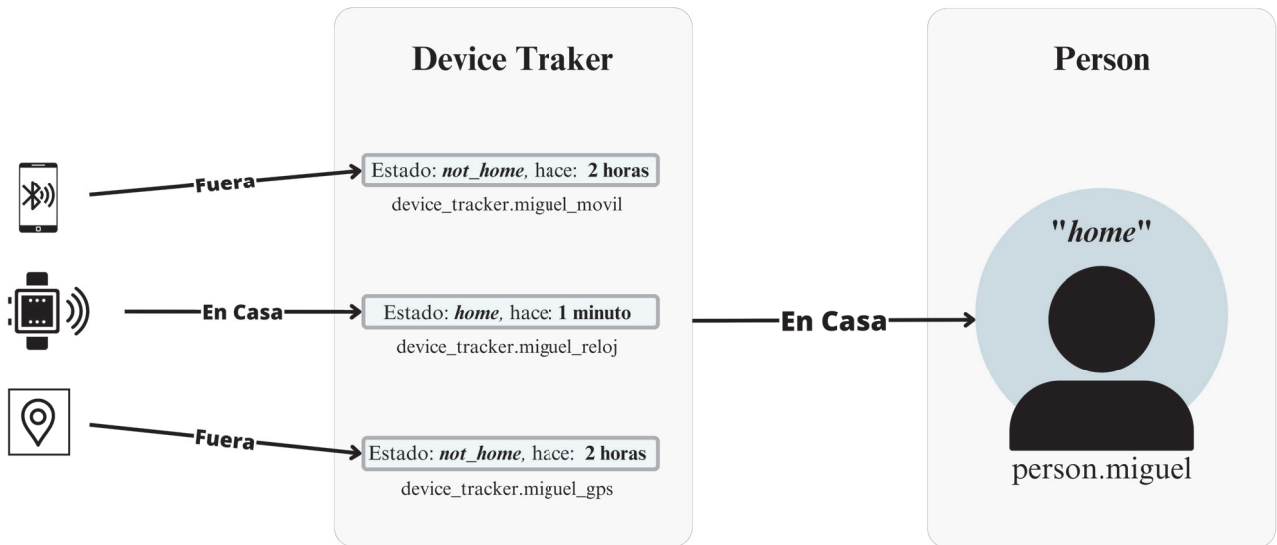 Device Traker
Person
Fuera
Estado: not_home, hace: 2 horas
device_tracker.miguel_movil
En Casa
Estado: home, hace: 1 minuto
device_tracker.miguel_reloj
Fuera
Estado: not_home, hace: 2 horas
device_tracker.miguel_gps
En Casa
"home"
person.miguel